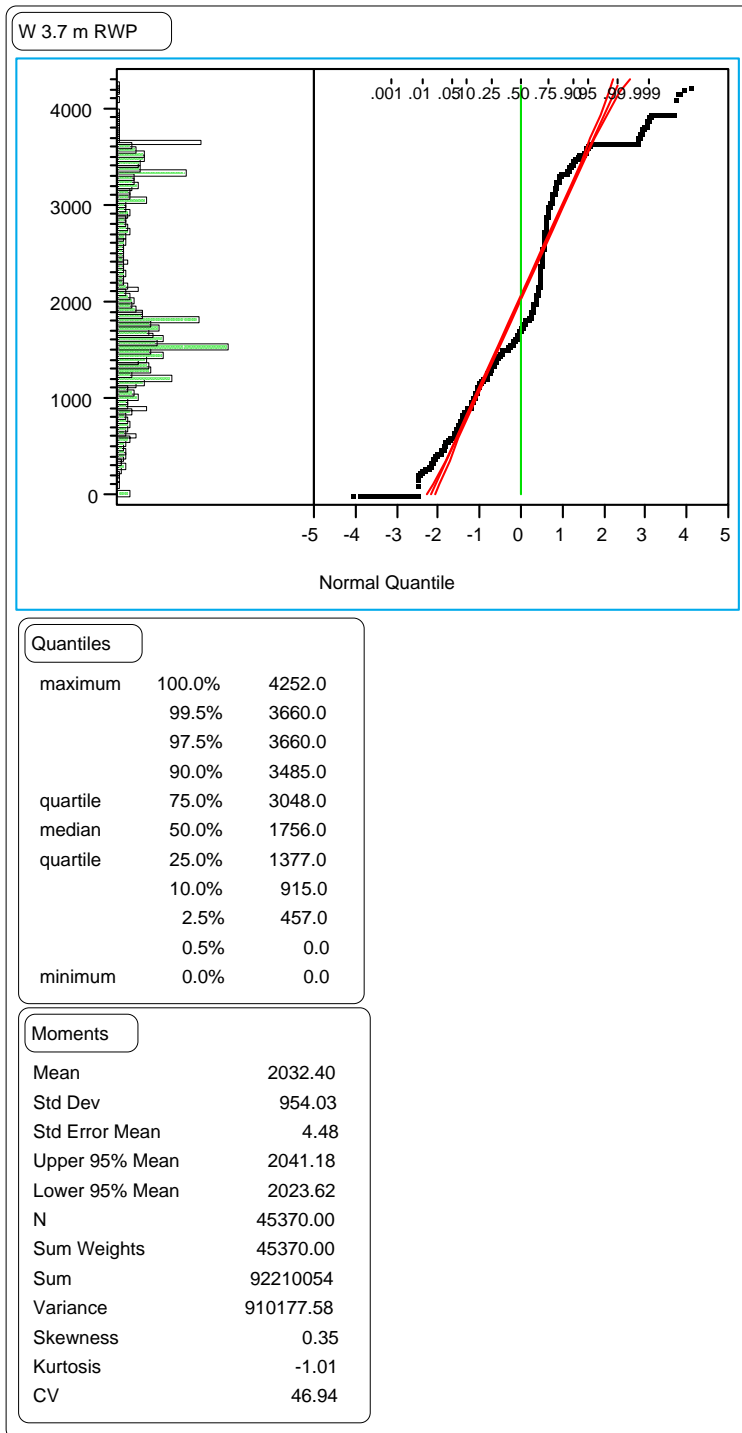 W 3.7 m RWP
.001 .01 .05 .10 .25 .50 .75 .90 .95 .99 .999
4000
3000
2000
1000
0
-5 -4 -3 -2 -1 0 1 2 3 4 5
Normal Quantile
Quantiles
maximum 100.0% 4252.0
99.5% 3660.0
97.5% 3660.0
90.0% 3485.0
quartile 75.0% 3048.0
median 50.0% 1756.0
quartile 25.0% 1377.0
10.0% 915.0
2.5% 457.0
0.5% 0.0
minimum 0.0% 0.0
Moments
Mean 2032.40
Std Dev 954.03
Std Error Mean 4.48
Upper 95% Mean 2041.18
Lower 95% Mean 2023.62
N 45370.00
Sum Weights 45370.00
Sum 92210054
Variance 910177.58
Skewness 0.35
Kurtosis -1.01
CV 46.94